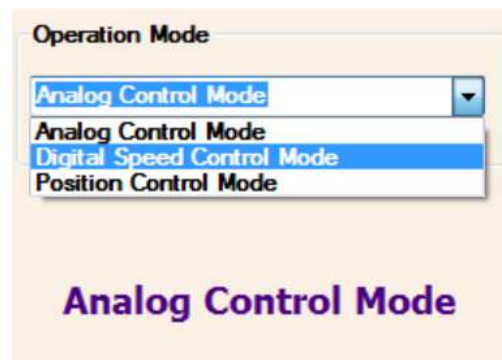 Operation Mode
Analog Control Mode
Analog Control Mode
Digital Speed Control Mode
Position Control Mode
Analog Control Mode